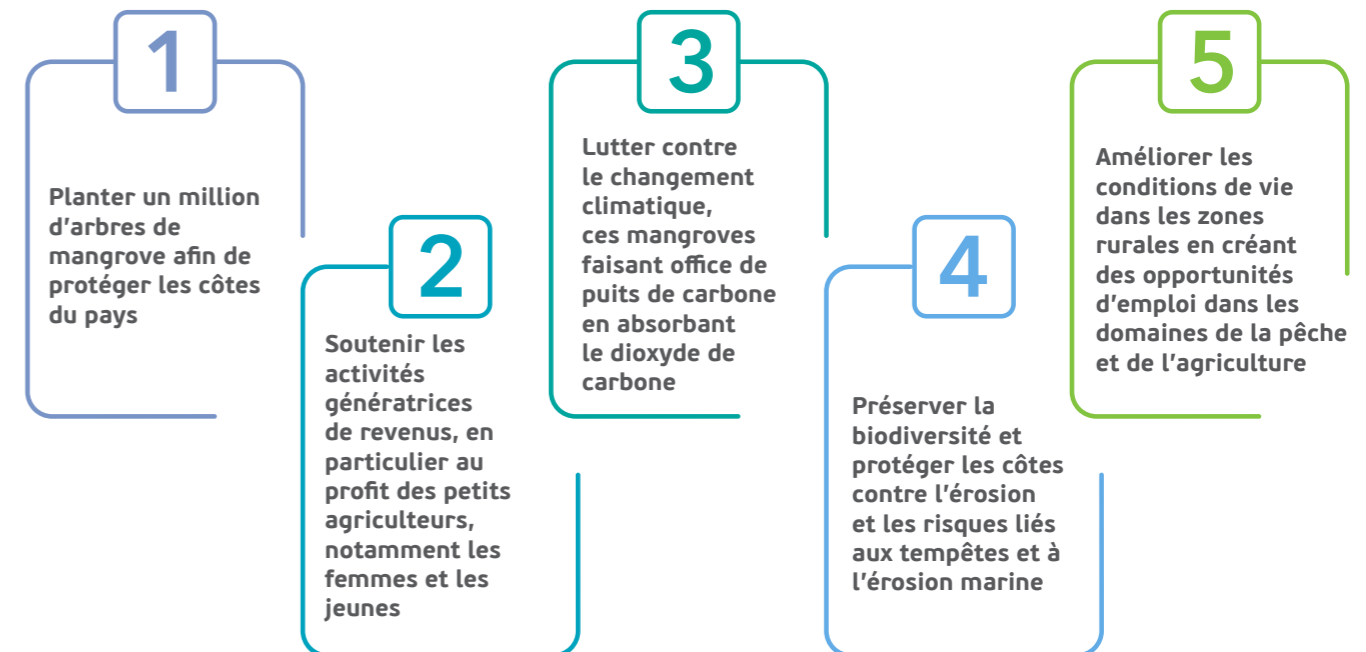 1
Planter un million
d'arbres de
mangrove afin de
protéger les côtes
du pays
2
Soutenir les
activités
génératrices
de revenus, en
particulier au
profit des petits
agriculteurs,
notamment les
femmes et les
jeunes
3
Lutter contre
le changement
climatique,
ces mangroves
faisant office de
puits de carbone
en absorbant
le dioxyde de
carbone
4
Préserver la
biodiversité et
protéger les côtes
contre l'érosion
et les risques liés
aux tempêtes et à
l'érosion marine
5
Améliorer les
conditions de vie
dans les zones
rurales en créant
des opportunités
d'emploi dans les
domaines de la pêche
et de l'agriculture